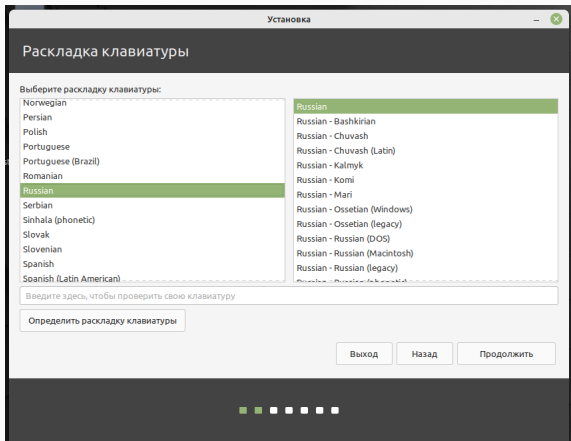 Установка
Раскладка клавиатуры
Выберите раскладку клавиатуры:
Norwegian
Persian
Polish
Portuguese
Portuguese (Brazil)
Romanian
Russian
Serbian
Sinhala (phonetic)
Slovak
Slovenian
Spanish
Spanish (Latin American)
Russian
Russian - Bashkirian
Russian - Chuvash
Russian - Chuvash (Latin)
Russian - Kalmyk
Russian - Komi
Russian - Mari
Russian - Ossetian (Windows)
Russian - Ossetian (legacy)
Russian - Russian (DOS)
Russian - Russian (Macintosh)
Russian - Russian (legacy)
Russian - Russian (phonetic)
Введите здесь, чтобы проверить свою клавиатуру
Определить раскладку клавиатуры
Выход
Назад
Продолжить